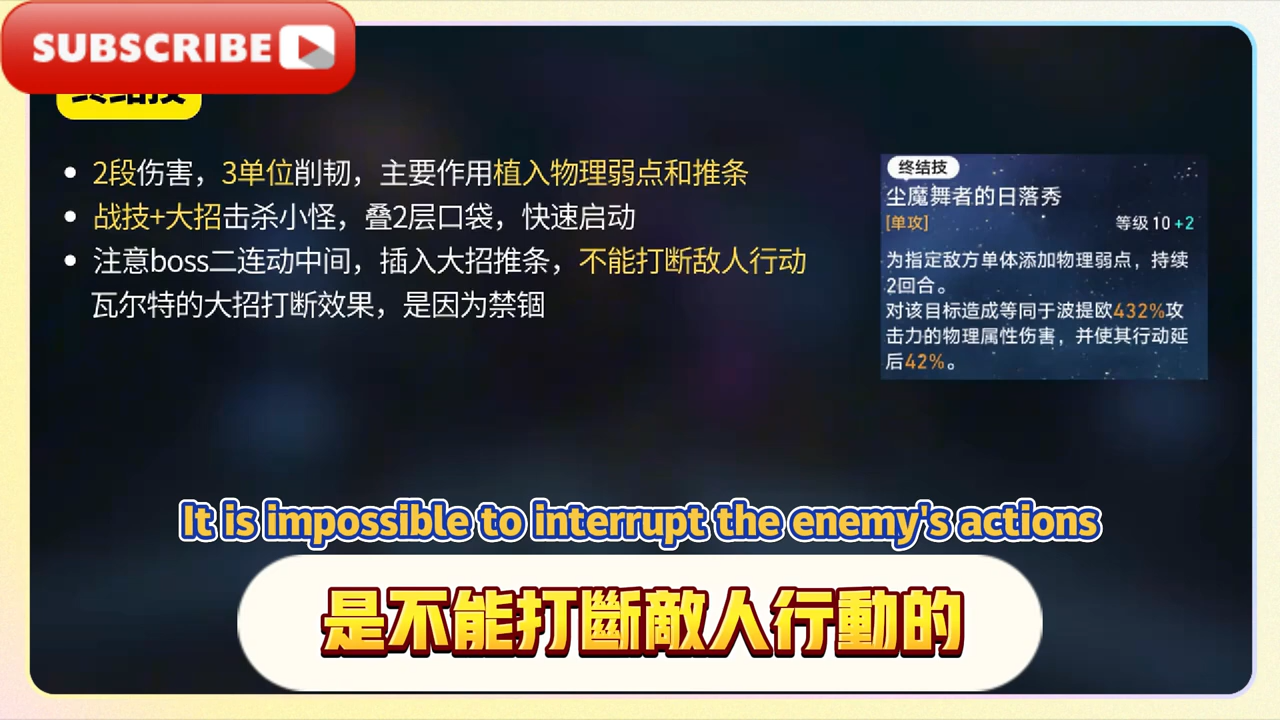 SUBSCRIBE
2段伤害，3单位削韧，主要作用植入物理弱点和推条
战技+大招击杀小怪，叠2层口袋，快速启动
注意boss二连动中间，插入大招推条，不能打断敌人行动
瓦尔特的大招打断效果，是因为禁锢
终结技
尘魔舞者的日落秀
[单攻] 等级 10 +2
为指定敌方单体添加物理弱点，持续
2回合。
对该目标造成等同于波提欧432%攻
击力的物理属性伤害，并使其行动延
后42%。
It is impossible to interrupt the enemy's actions
是不能打斷敵人行動的